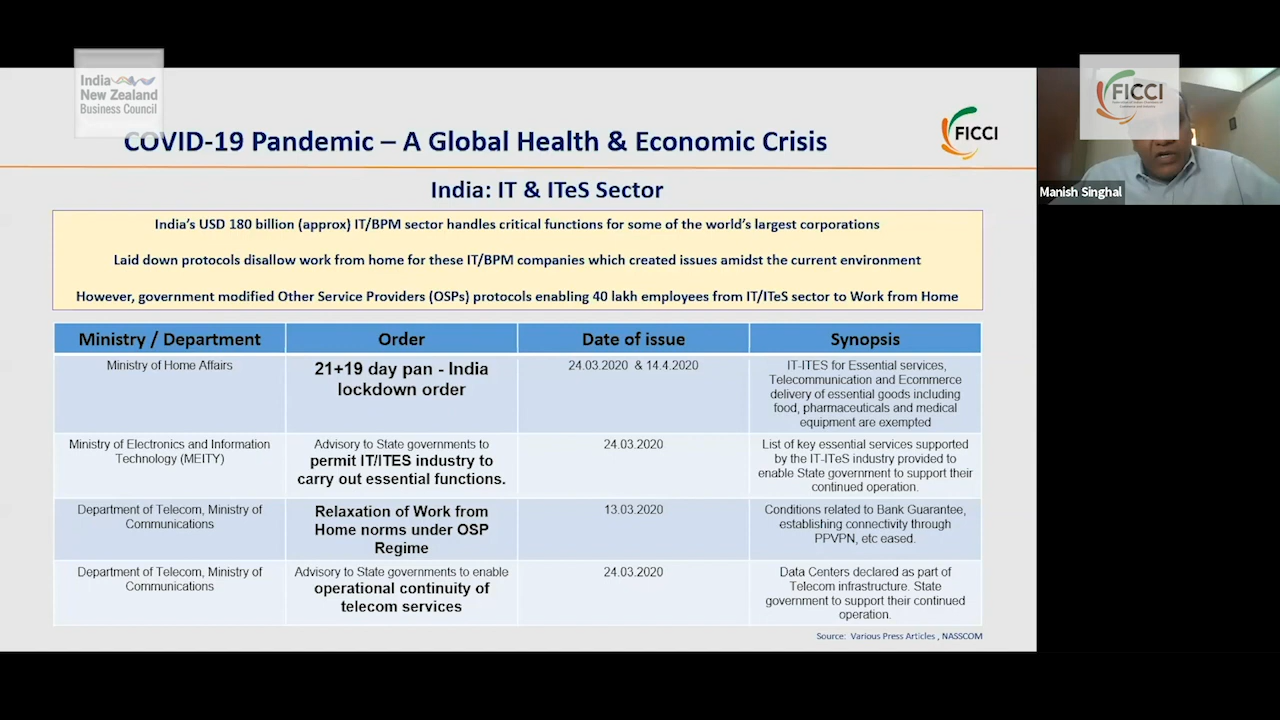 India
New Zealand
Business Council
FICCI
COVID-19 Pandemic – A Global Health & Economic Crisis
FICCI
Manish Singhal
India: IT & ITeS Sector
India's USD 180 billion (approx) IT/BPM sector handles critical functions for some of the world's largest corporations
Laid down protocols disallow work from home for these IT/BPM companies which created issues amidst the current environment
However, government modified Other Service Providers (OSPs) protocols enabling 40 lakh employees from IT/ITeS sector to Work from Home
Ministry / Department Order Date of issue Synopsis
Ministry of Home Affairs
21+19 day pan - India
lockdown order
24.03.2020 & 14.4.2020
IT-ITES for Essential services,
Telecommunication and Ecommerce
delivery of essential goods including
food, pharmaceuticals and medical
equipment are exempted
Ministry of Electronics and Information
Technology (MEITY)
Advisory to State governments to
permit IT/ITES industry to
carry out essential functions.
24.03.2020
List of key essential services supported
by the IT-ITeS industry provided to
enable State government to support their
continued operation.
Department of Telecom, Ministry of
Communications
Relaxation of Work from
Home norms under OSP
Regime
13.03.2020
Conditions related to Bank Guarantee,
establishing connectivity through
PPVPN, etc eased.
Department of Telecom, Ministry of
Communications
Advisory to State governments to enable
operational continuity of
telecom services
24.03.2020
Data Centers declared as part of
Telecom infrastructure. State
government to support their continued
operation.
Source: Various Press Articles , NASSCOM